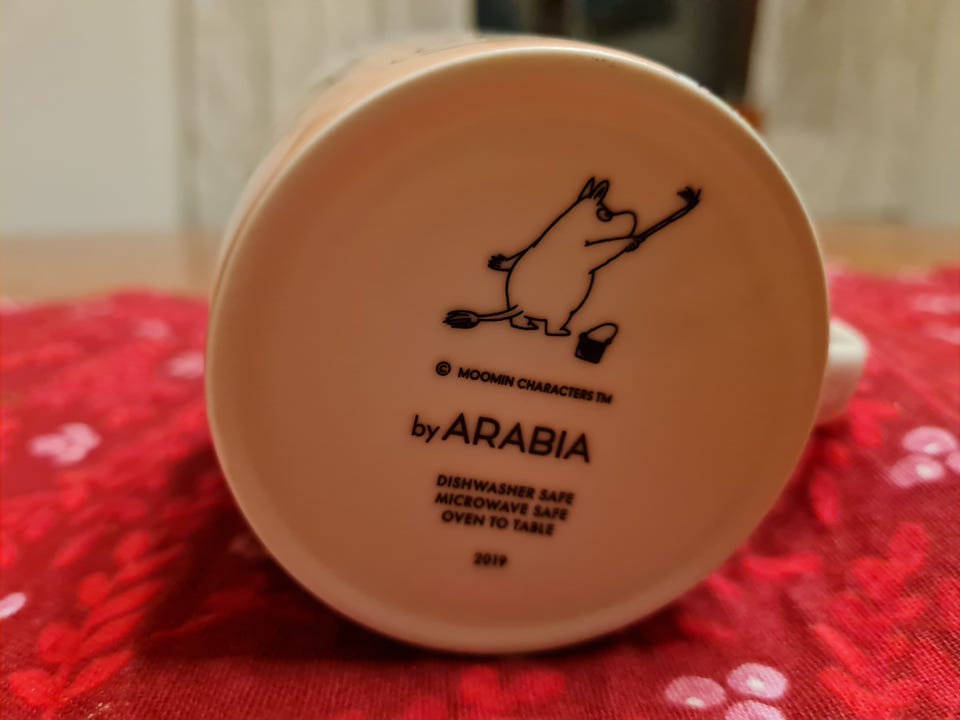 © MOOMIN CHARACTERS TM
by ARABIA
DISHWASHER SAFE
MICROWAVE SAFE
OVEN TO TABLE
2019